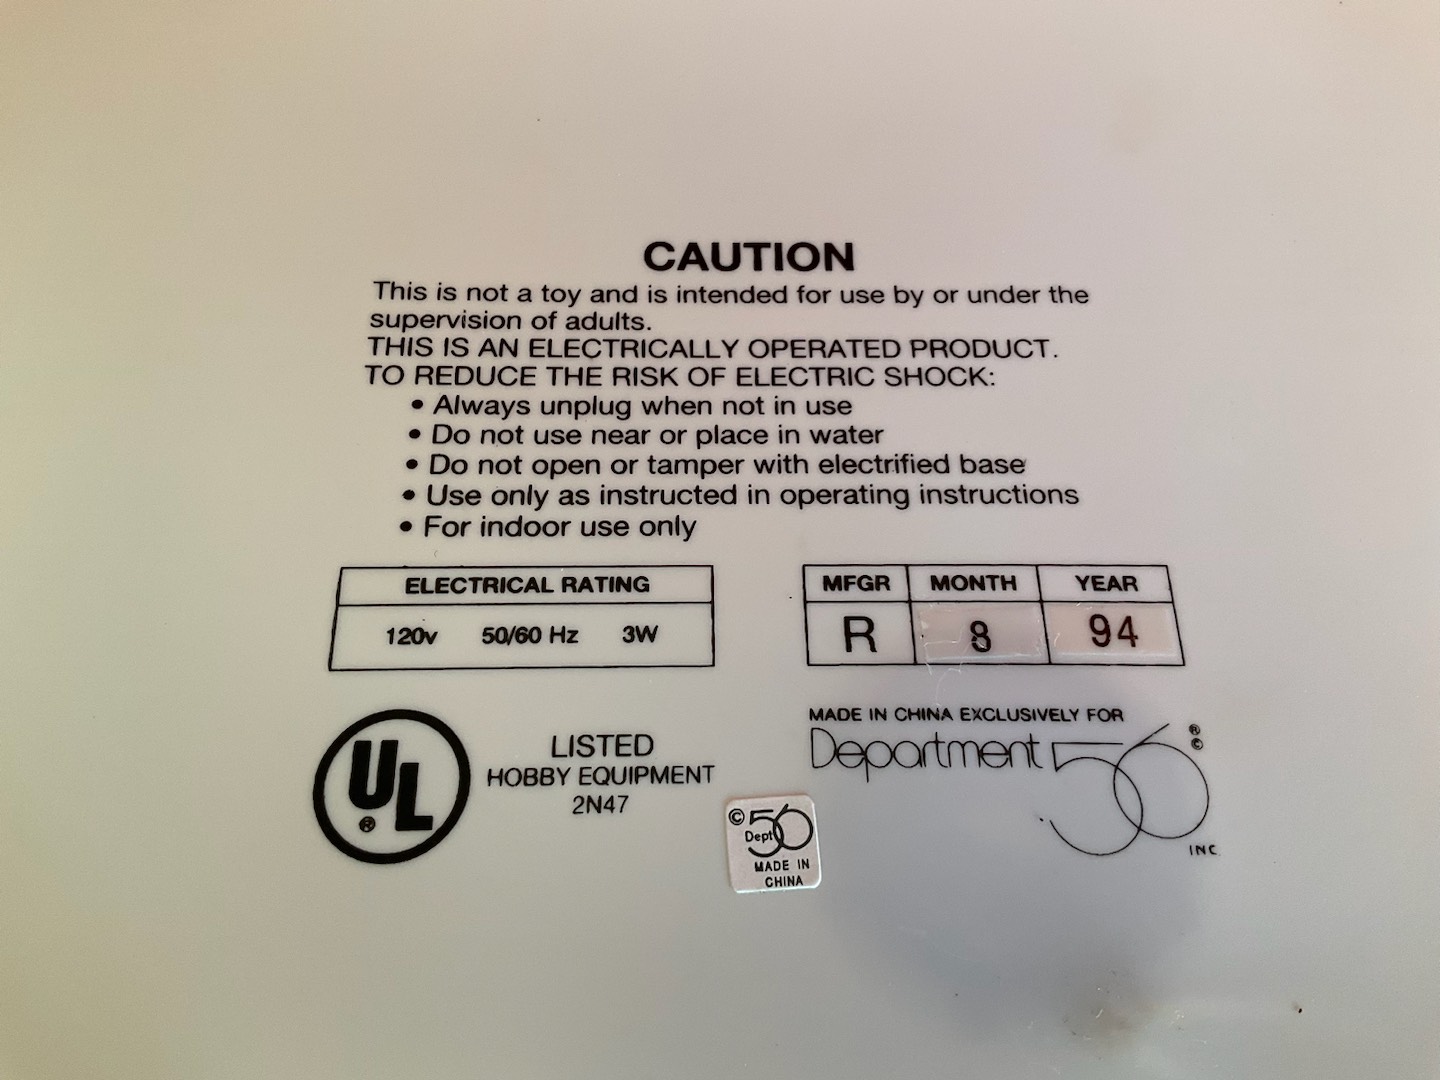 CAUTION
This is not a toy and is intended for use by or under the
supervision of adults.
THIS IS AN ELECTRICALLY OPERATED PRODUCT.
TO REDUCE THE RISK OF ELECTRIC SHOCK:
• Always unplug when not in use
• Do not use near or place in water
• Do not open or tamper with electrified base
• Use only as instructed in operating instructions
• For indoor use only
ELECTRICAL RATING
120v 50/60 Hz 3W
MFGR MONTH YEAR
R 8 94
UL ®
LISTED
HOBBY EQUIPMENT
2N47
MADE IN CHINA EXCLUSIVELY FOR
Department 56 ® ©
INC
© Dept 56
MADE IN
CHINA